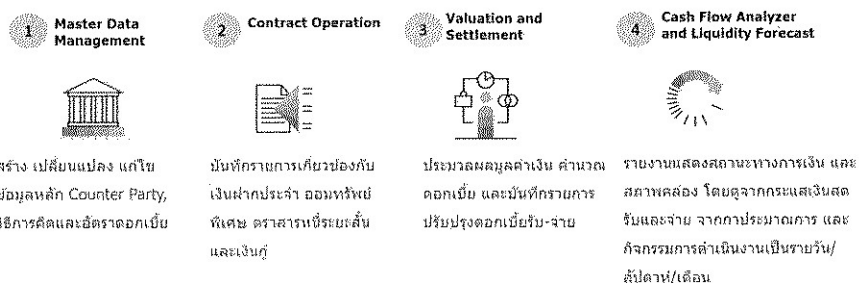 1 Master Data
Management
สร้าง เปลี่ยนแปลง แก้ไข
ข้อมูลหลัก Counter Party,
วิธีการคิดและอัตราดอกเบี้ย
2 Contract Operation
บันทึกรายการเกี่ยวข้องกับ
เงินฝากประจำ ออมทรัพย์
พิเศษ ตราสารหนี้ระยะสั้น
และเงินกู้
3 Valuation and
Settlement
ประมวลผลมูลค่าเงิน คำนวณ
ดอกเบี้ย และบันทึกรายการ
ปรับปรุงดอกเบี้ยรับ-จ่าย
4 Cash Flow Analyzer
and Liquidity Forecast
รายงานแสดงสถานะทางการเงิน และ
สภาพคล่อง โดยดูจากกระแสเงินสด
รับและจ่าย จากกาประมาณการ และ
กิจกรรมการดำเนินงานเป็นรายวัน/
สัปดาห์/เดือน